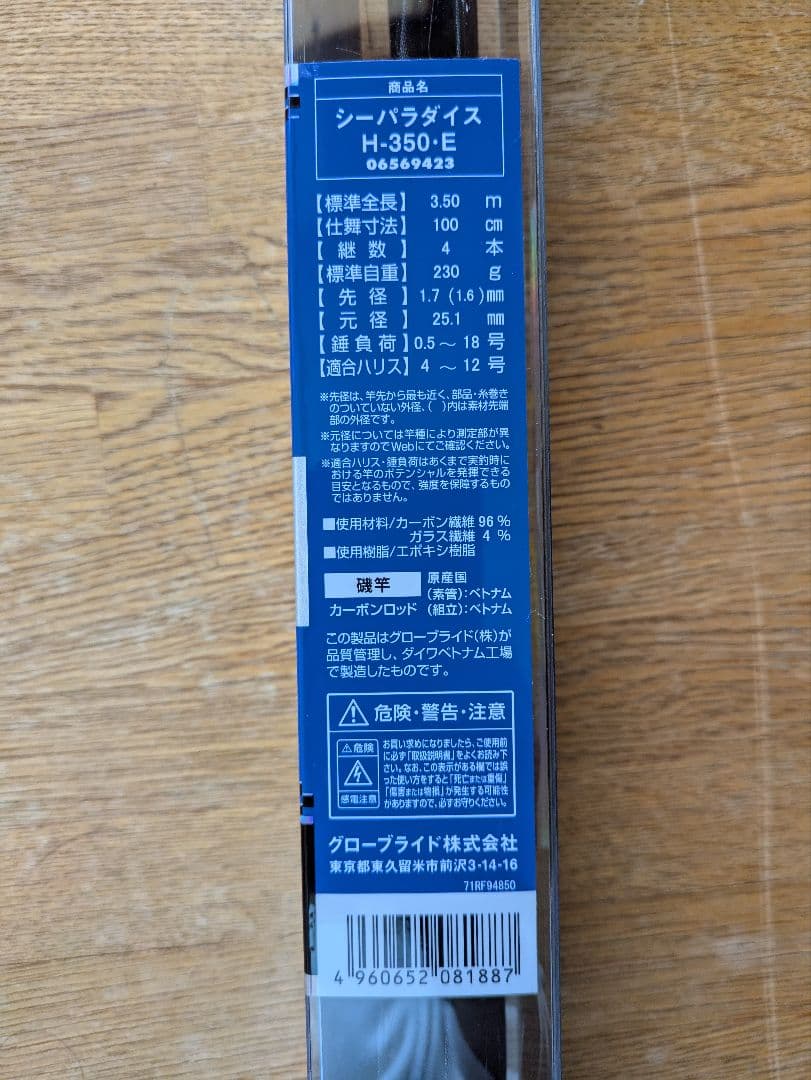 商品名
シーパラダイス
H-350・E
06569423
【標準全長】 3.50 m
【仕舞寸法】 100 cm
【継数】 4 本
【標準自重】 230 g
【先径】 1.7 (1.6)mm
【元径】 25.1 mm
【錘負荷】0.5～18号
【適合ハリス】4～12号
※先径は、竿先から最も近く、部品・糸巻き
のついていない外径、( )内は素材先端
部の外径です。
※元径については竿種により測定部が異
なりますのでWebにてご確認ください。
※適合ハリス・錘負荷はあくまで実釣時に
おける竿のポテンシャルを発揮できる
目安となるもので、強度を保障するもの
ではありません。
■使用材料/カーボン繊維 96%
ガラス繊維 4%
■使用樹脂/エポキシ樹脂
磯竿
カーボンロッド
原産国
(素管):ベトナム
(組立):ベトナム
この製品はグローブライド(株)が
品質管理し、ダイワベトナム工場
で製造したものです。
⚠危険・警告・注意
⚠危険
感電注意
お買い求めになりましたら、ご使用前
に必ず「取扱説明書」をよくお読み下
さい。なお、この表示がある欄では誤
った使い方をすると「死亡または重傷」
「傷害または物損」が発生する可能性
がありますので、必ずお守りください。
グローブライド株式会社
東京都東久留米市前沢3-14-16
71RF94850
4 960652 081887